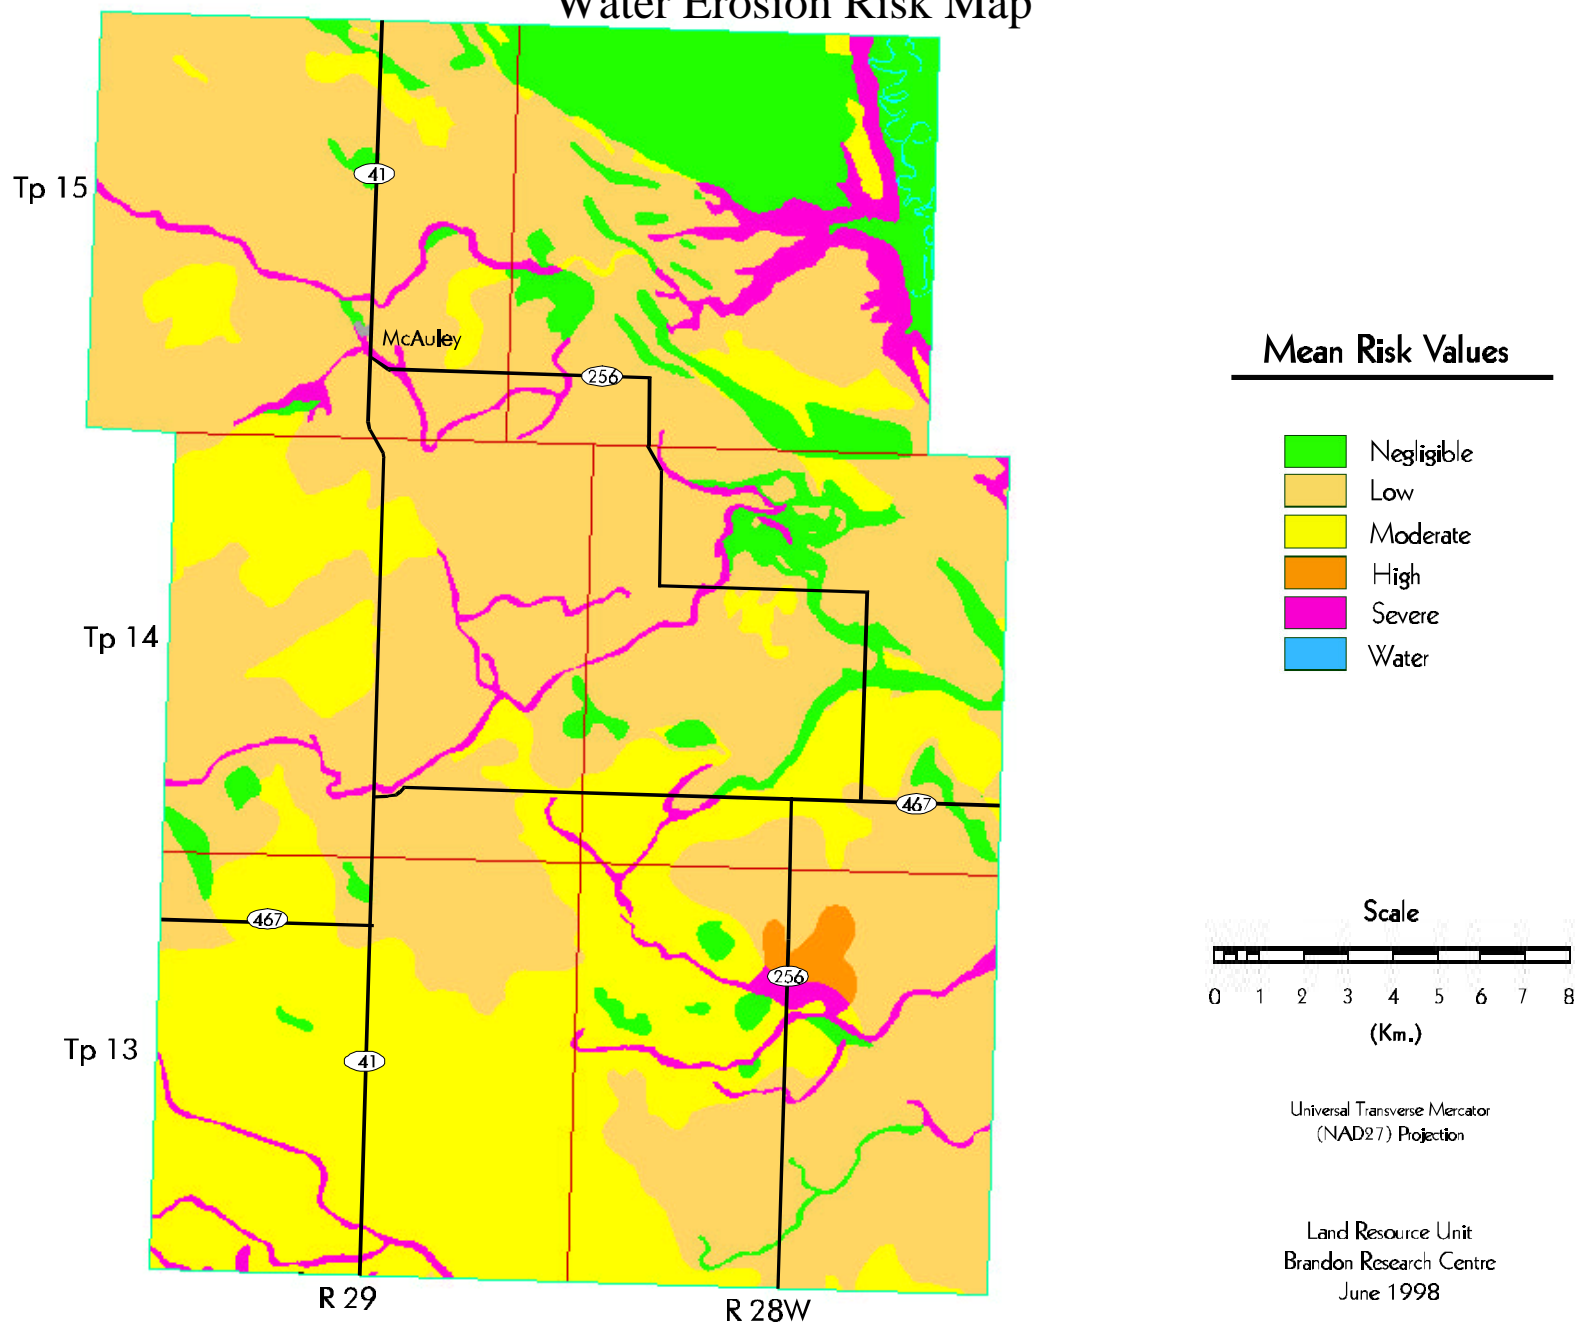 Water Erosion Risk Map
Tp 15
41
McAuley
256
Tp 14
467
467
256
Tp 13
41
R 29
R 28W
Mean Risk Values
Negligible
Low
Moderate
High
Severe
Water
Scale
0 1 2 3 4 5 6 7 8
(Km.)
Universal Transverse Mercator
(NAD27) Projection
Land Resource Unit
Brandon Research Centre
June 1998